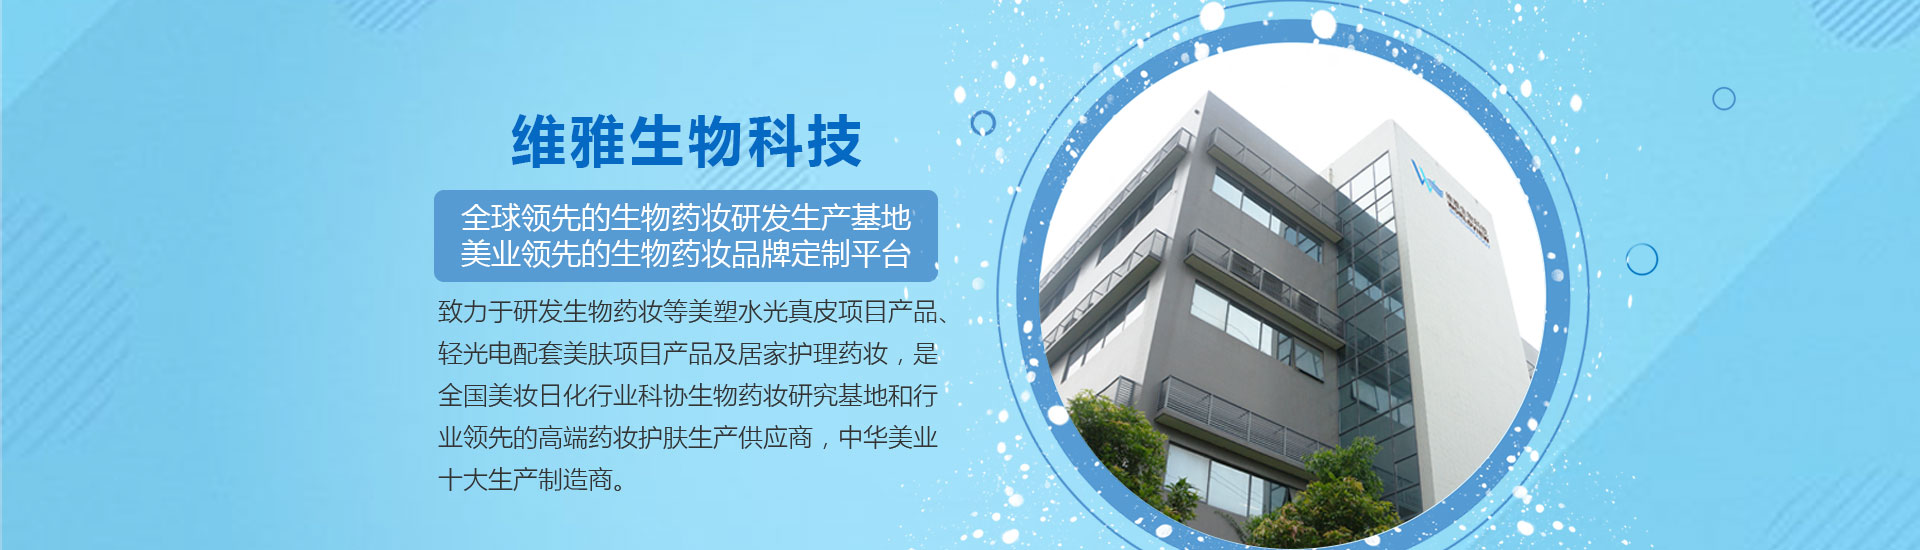 维雅生物科技
全球领先的生物药妆研发生产基地
美业领先的生物药妆品牌定制平台
致力于研发生物药妆等美塑水光真皮项目产品、
轻光电配套美肤项目产品及居家护理药妆，是
全国美妆日化行业科协生物药妆研究基地和行
业领先的高端药妆护肤生产供应商，中华美业
十大生产制造商。